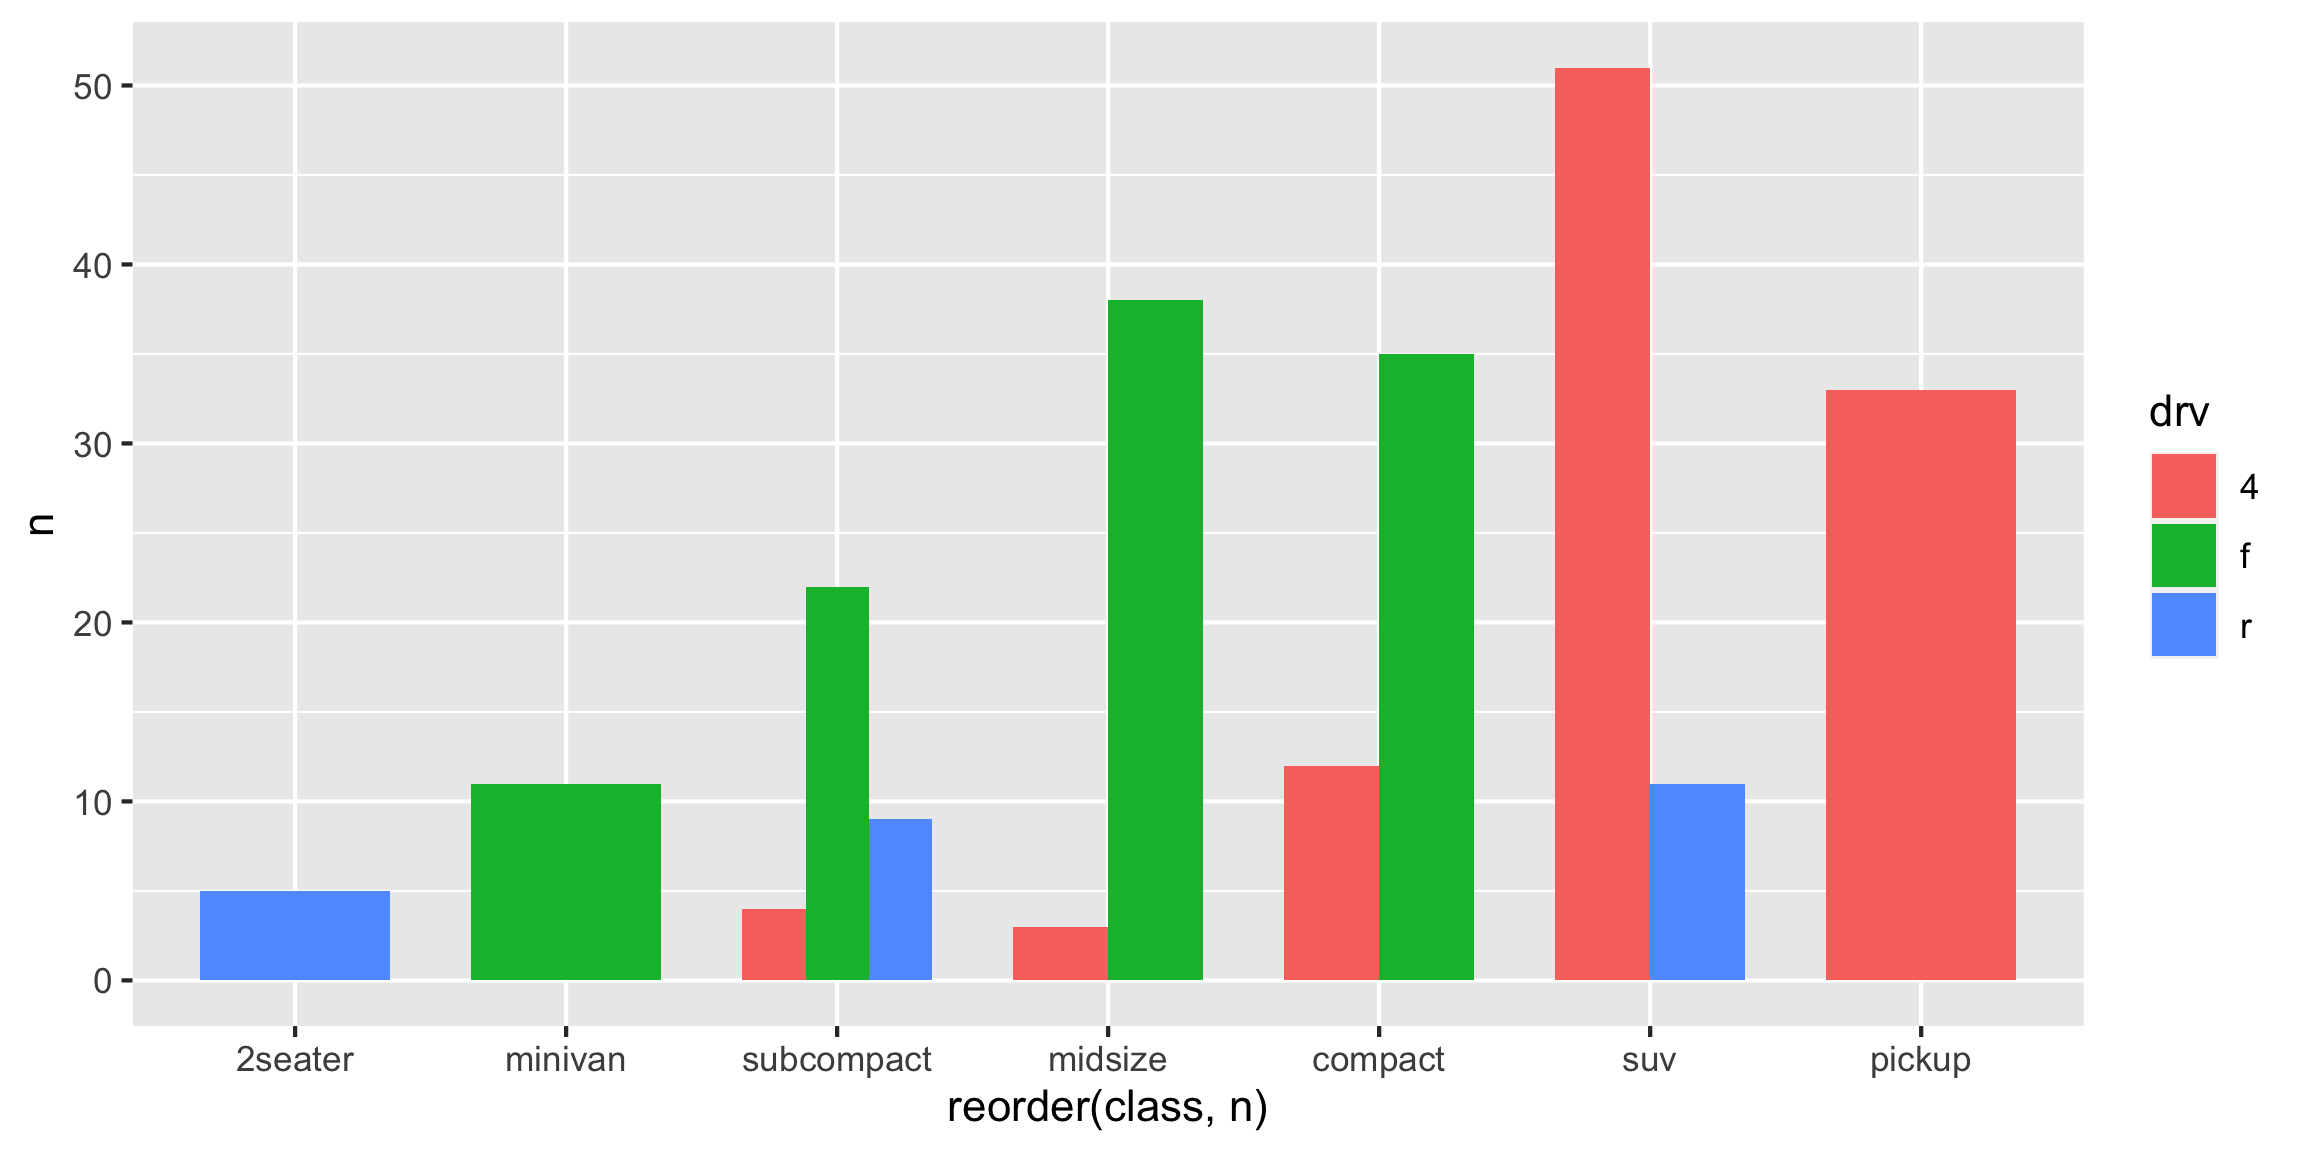 50
40
30
20
10
0
n
2seater minivan subcompact midsize compact suv pickup
reorder(class, n)
drv
4
f
r